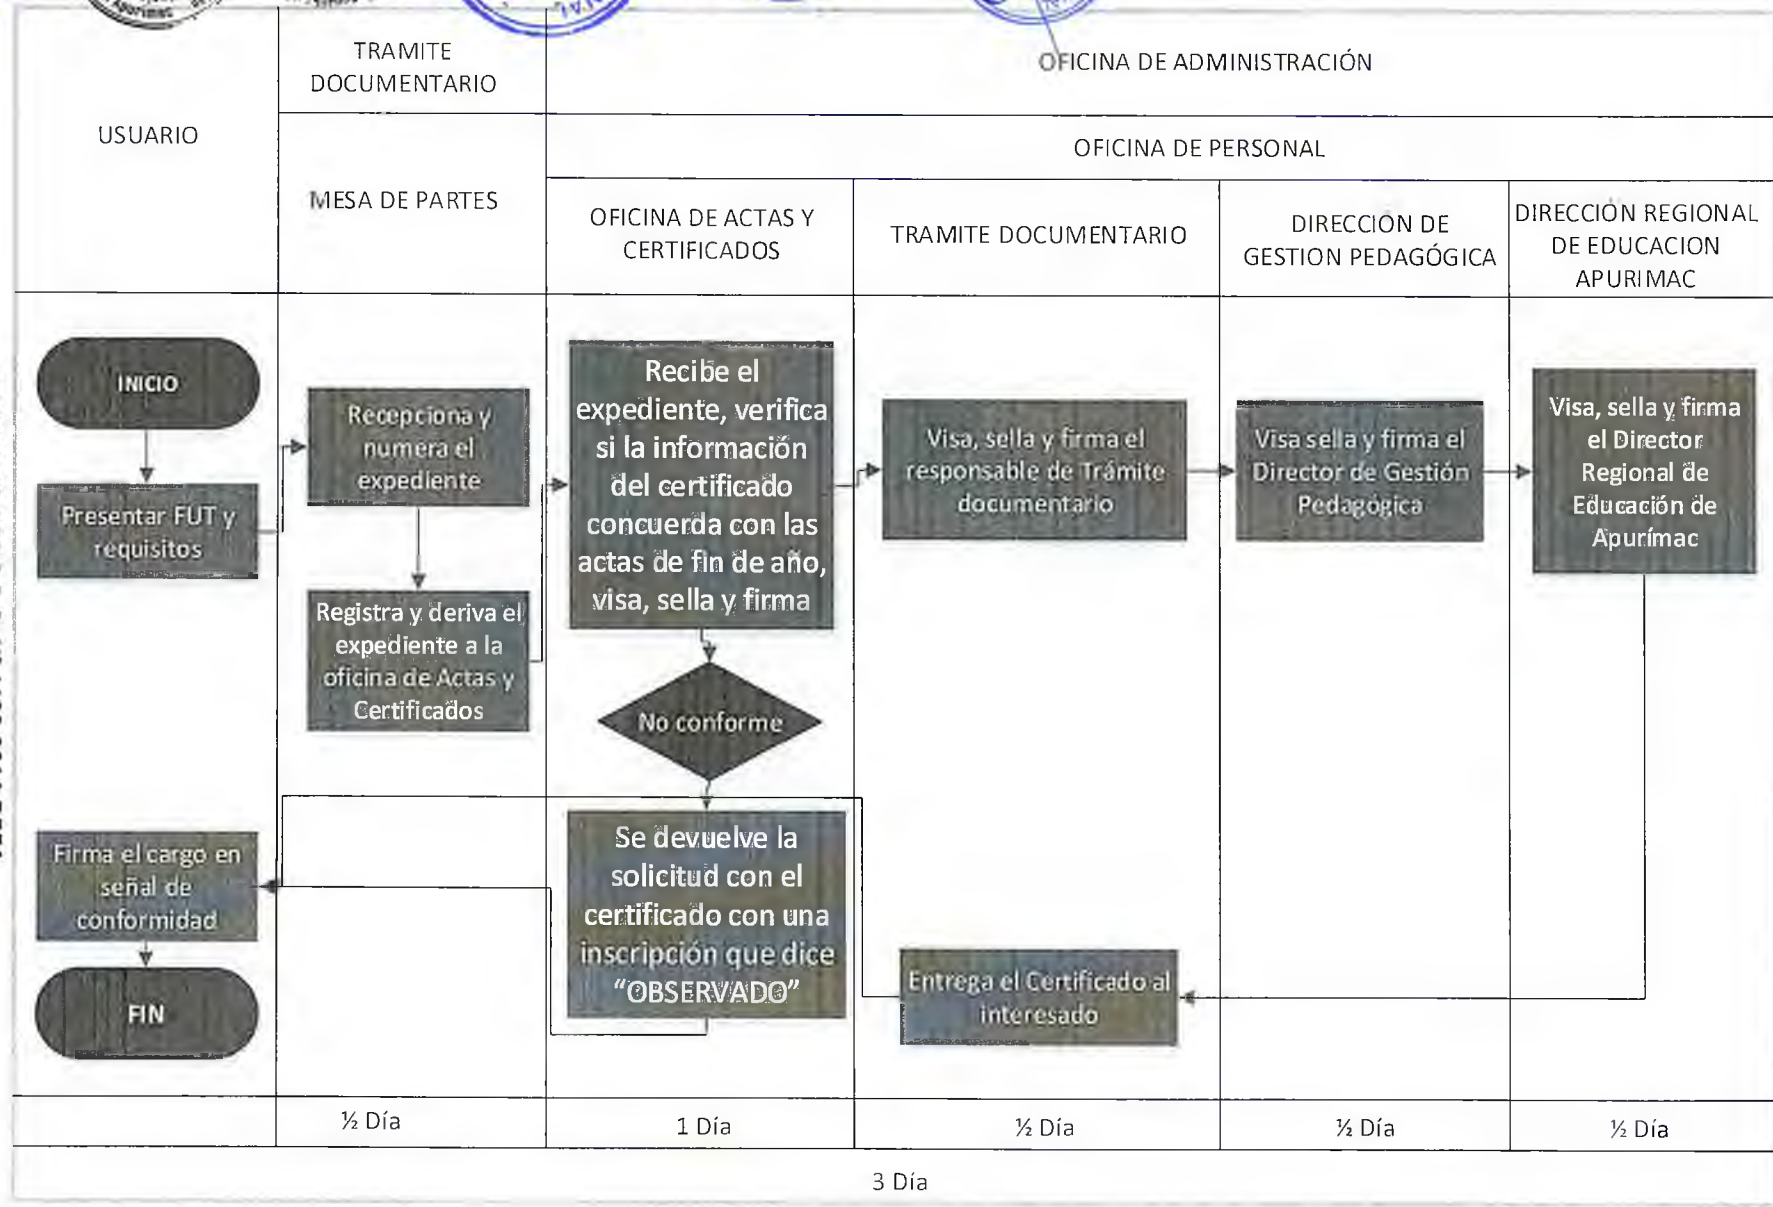 USUARIO
TRAMITE
DOCUMENTARIO
OFICINA DE ADMINISTRACIÓN
MESA DE PARTES
OFICINA DE PERSONAL
OFICINA DE ACTAS Y
CERTIFICADOS
TRAMITE DOCUMENTARIO
DIRECCIÓN DE
GESTION PEDAGÓGICA
DIRECCIÓN REGIONAL
DE EDUCACION
APURIMAC
INICIO
Presentar FUT y
requisitos
Recepciona y
numera el
expediente
Registra y deriva el
expediente a la
oficina de Actas y
Certificados
Recibe el
expediente, verifica
si la información
del certificado
concuerda con las
actas de fin de año,
visa, sella y firma
Visa, sella y firma el
responsable de Trámite
documentario
Visa sella y firma el
Director de Gestión
Pedagógica
Visa, sella y firma
el Director
Regional de
Educación de
Apurímac
No conforme
Se devuelve la
solicitud con el
certificado con una
inscripción que dice
“OBSERVADO”
Entrega el Certificado al
interesado
Firma el cargo en
señal de
conformidad
FIN
½ Día
1 Día
½ Día
½ Día
½ Día
3 Día